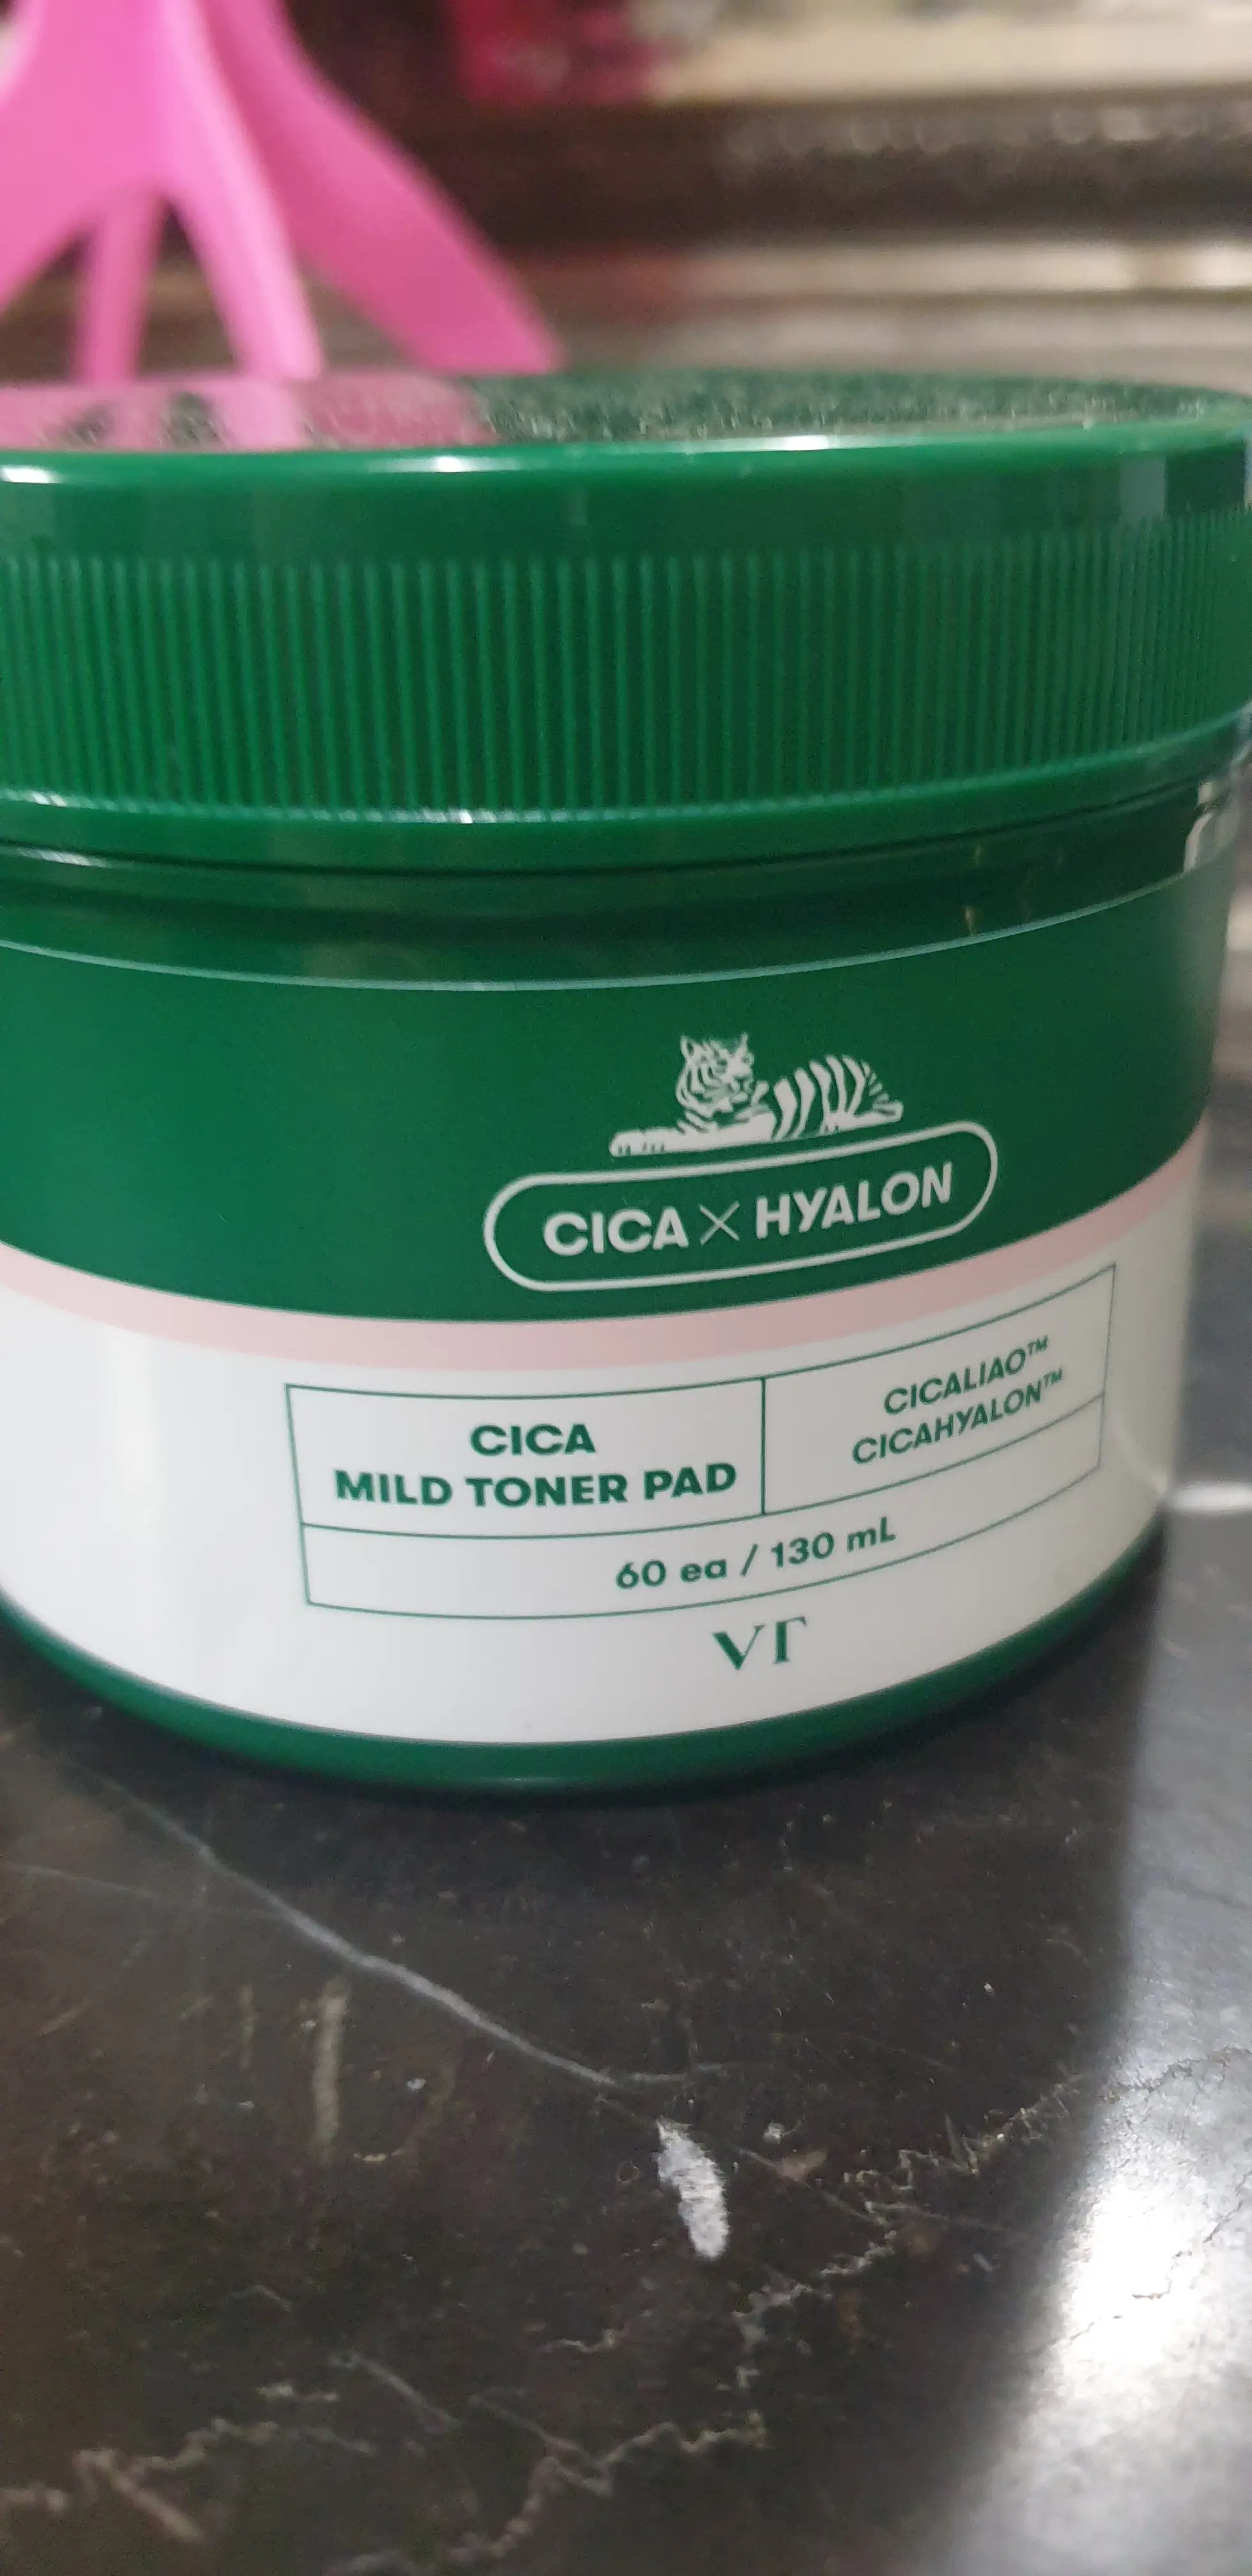 CICA X HYALON
CICA
MILD TONER PAD
CICALIAO™
CICAHYALON™
60 ea / 130 mL
VT